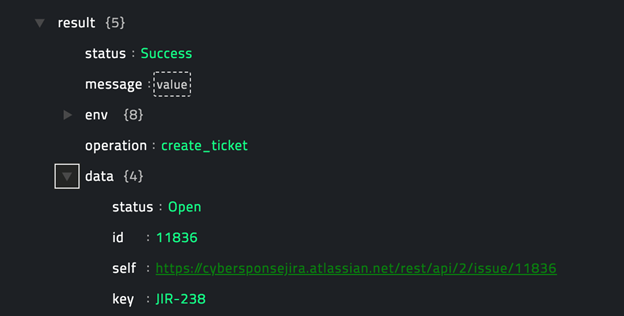 result {5}
status : Success
message : value
env {8}
operation : create_ticket
data {4}
status : Open
id : 11836
self : https://cybersponsejira.atlassian.net/rest/api/2/issue/11836
key : JIR-238